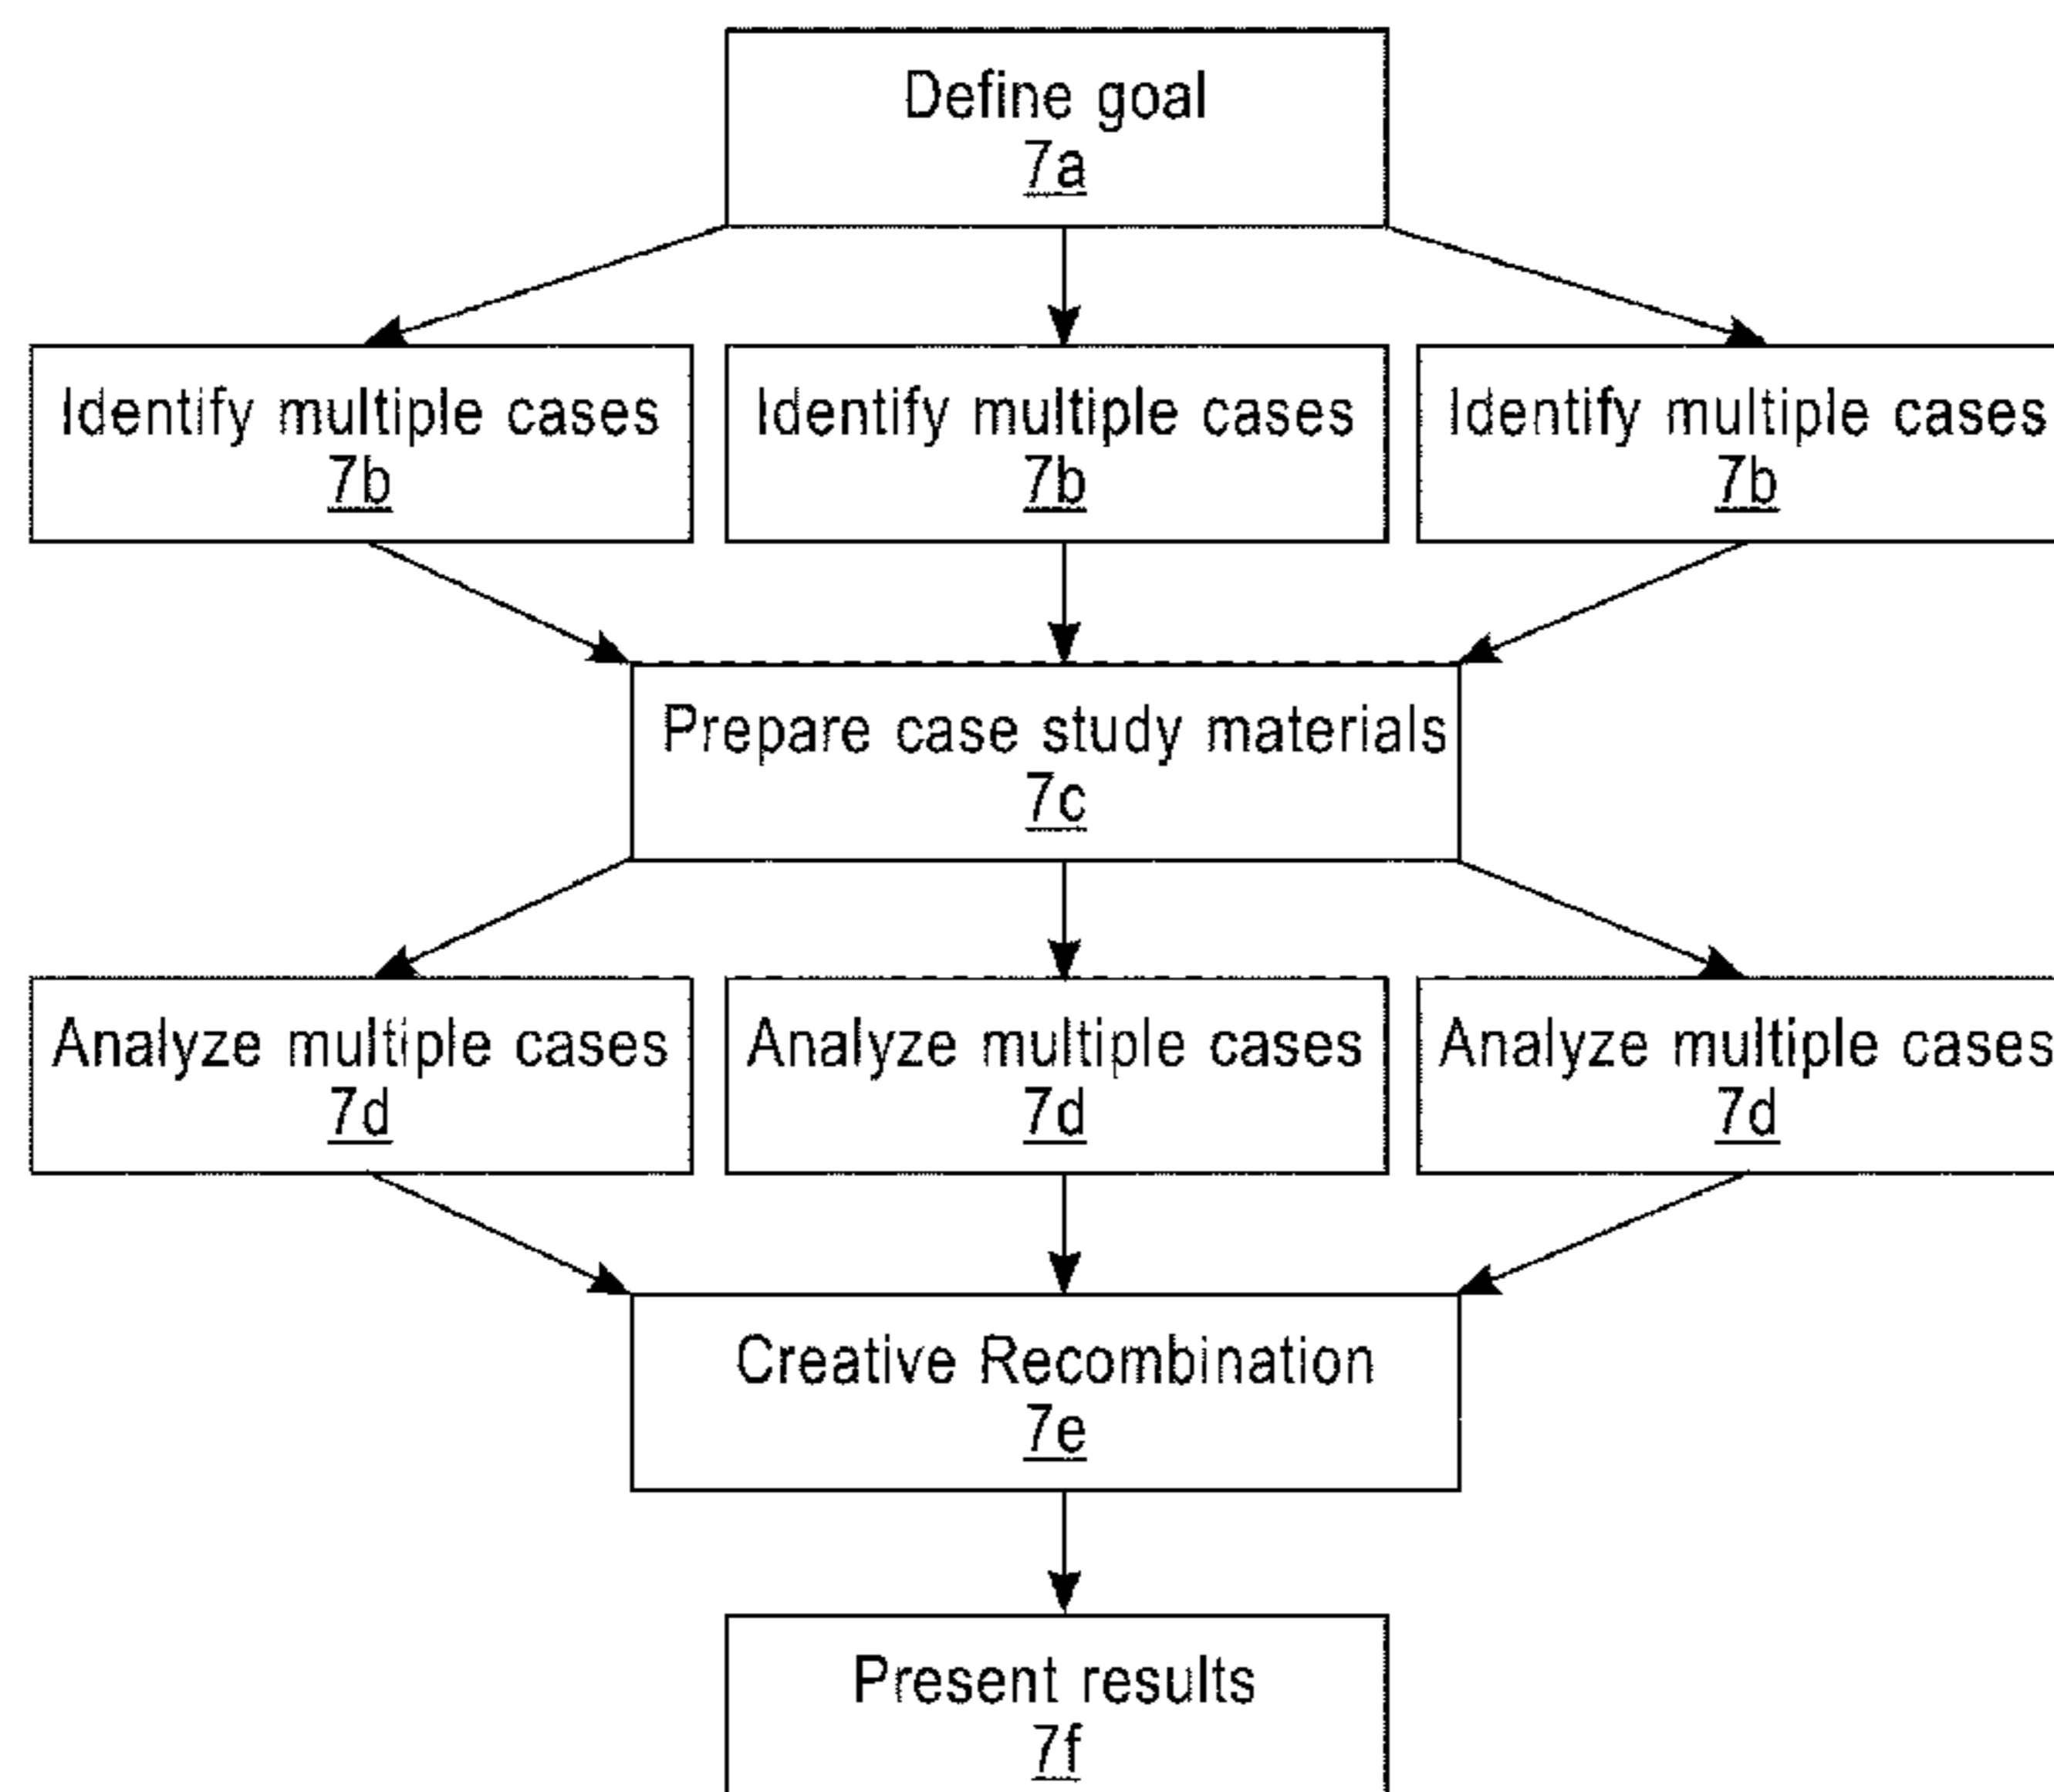 Define goal
7a
Identify multiple cases
7b
Identify multiple cases
7b
Identify multiple cases
7b
Prepare case study materials
7c
Analyze multiple cases
7d
Analyze multiple cases
7d
Analyze multiple cases
7d
Creative Recombination
7e
Present results
7f